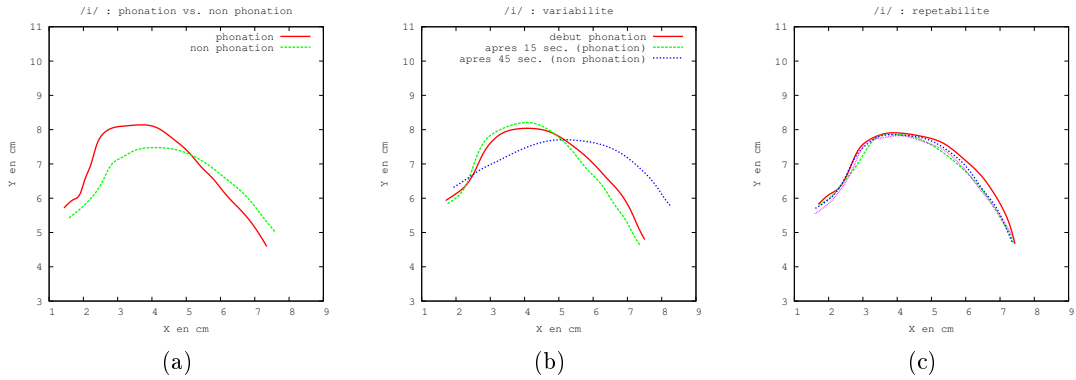 /i/ : phonation vs. non phonation
phonation
non phonation
11
10
9
8
7
6
5
4
3
Y en cm
1 2 3 4 5 6 7 8 9
X en cm
(a)
/i/ : variabilite
debut phonation
apres 15 sec. (phonation)
apres 45 sec. (non phonation)
11
10
9
8
7
6
5
4
3
Y en cm
1 2 3 4 5 6 7 8 9
X en cm
(b)
/i/ : repetabilite
11
10
9
8
7
6
5
4
3
Y en cm
1 2 3 4 5 6 7 8 9
X en cm
(c)